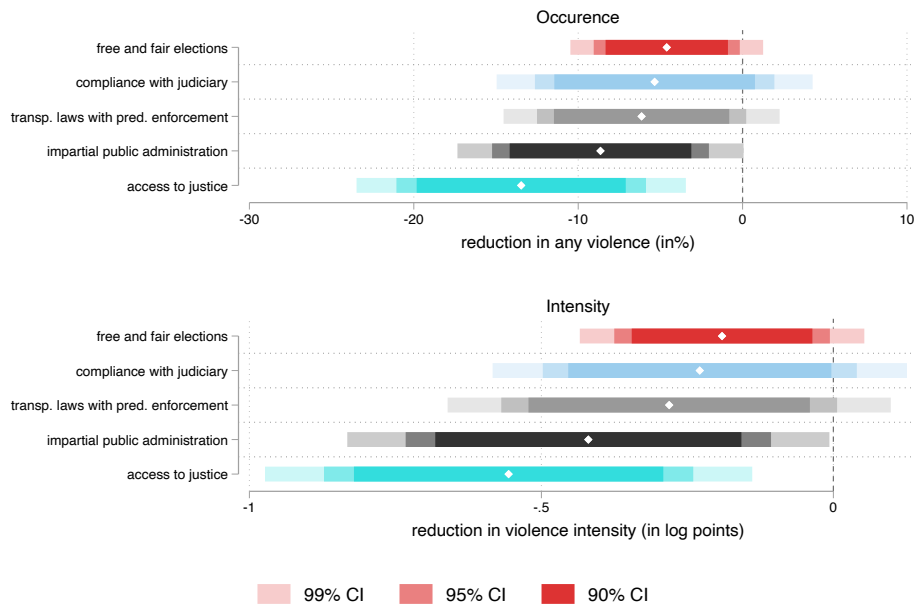 Occurence
free and fair elections
compliance with judiciary
transp. laws with pred. enforcement
impartial public administration
access to justice
-30 -20 -10 0 10
reduction in any violence (in%)
Intensity
free and fair elections
compliance with judiciary
transp. laws with pred. enforcement
impartial public administration
access to justice
-1 -.5 0
reduction in violence intensity (in log points)
99% CI 95% CI 90% CI